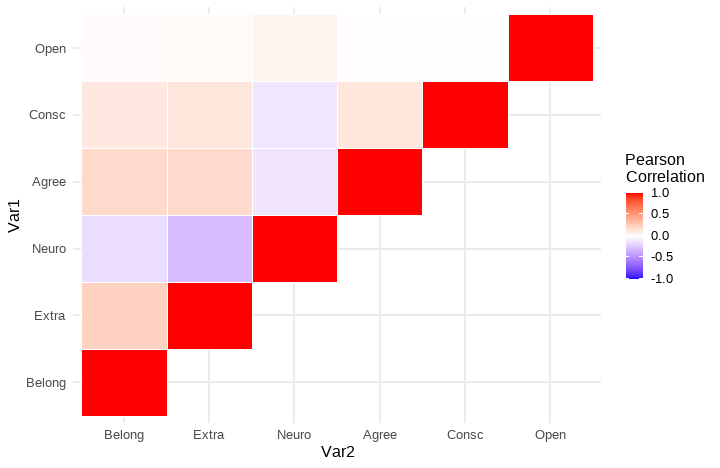 Var1
Open
Consc
Agree
Neuro
Extra
Belong
Belong Extra Neuro Agree Consc Open
Var2
Pearson
Correlation
1.0
0.5
0.0
-0.5
-1.0